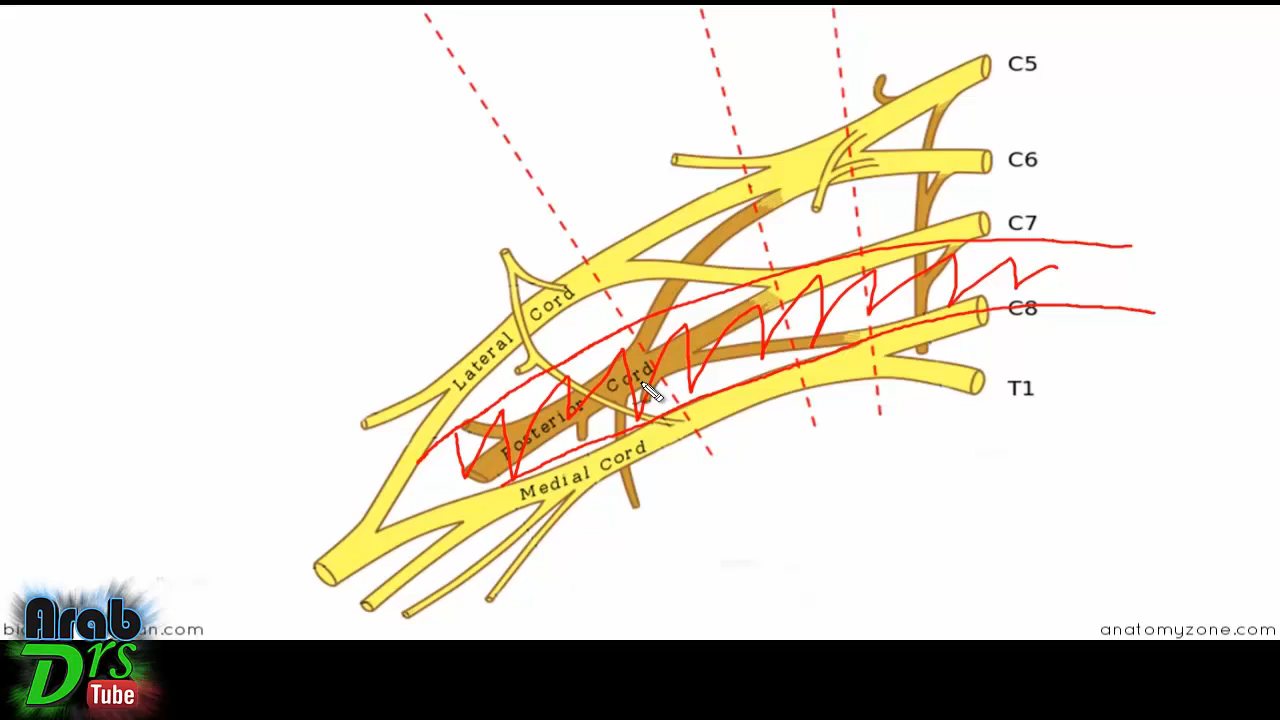 C5
C6
C7
C8
T1
Lateral Cord
Posterior Cord
Medial Cord
anatomyzone.com
Arab
Drs
Tube